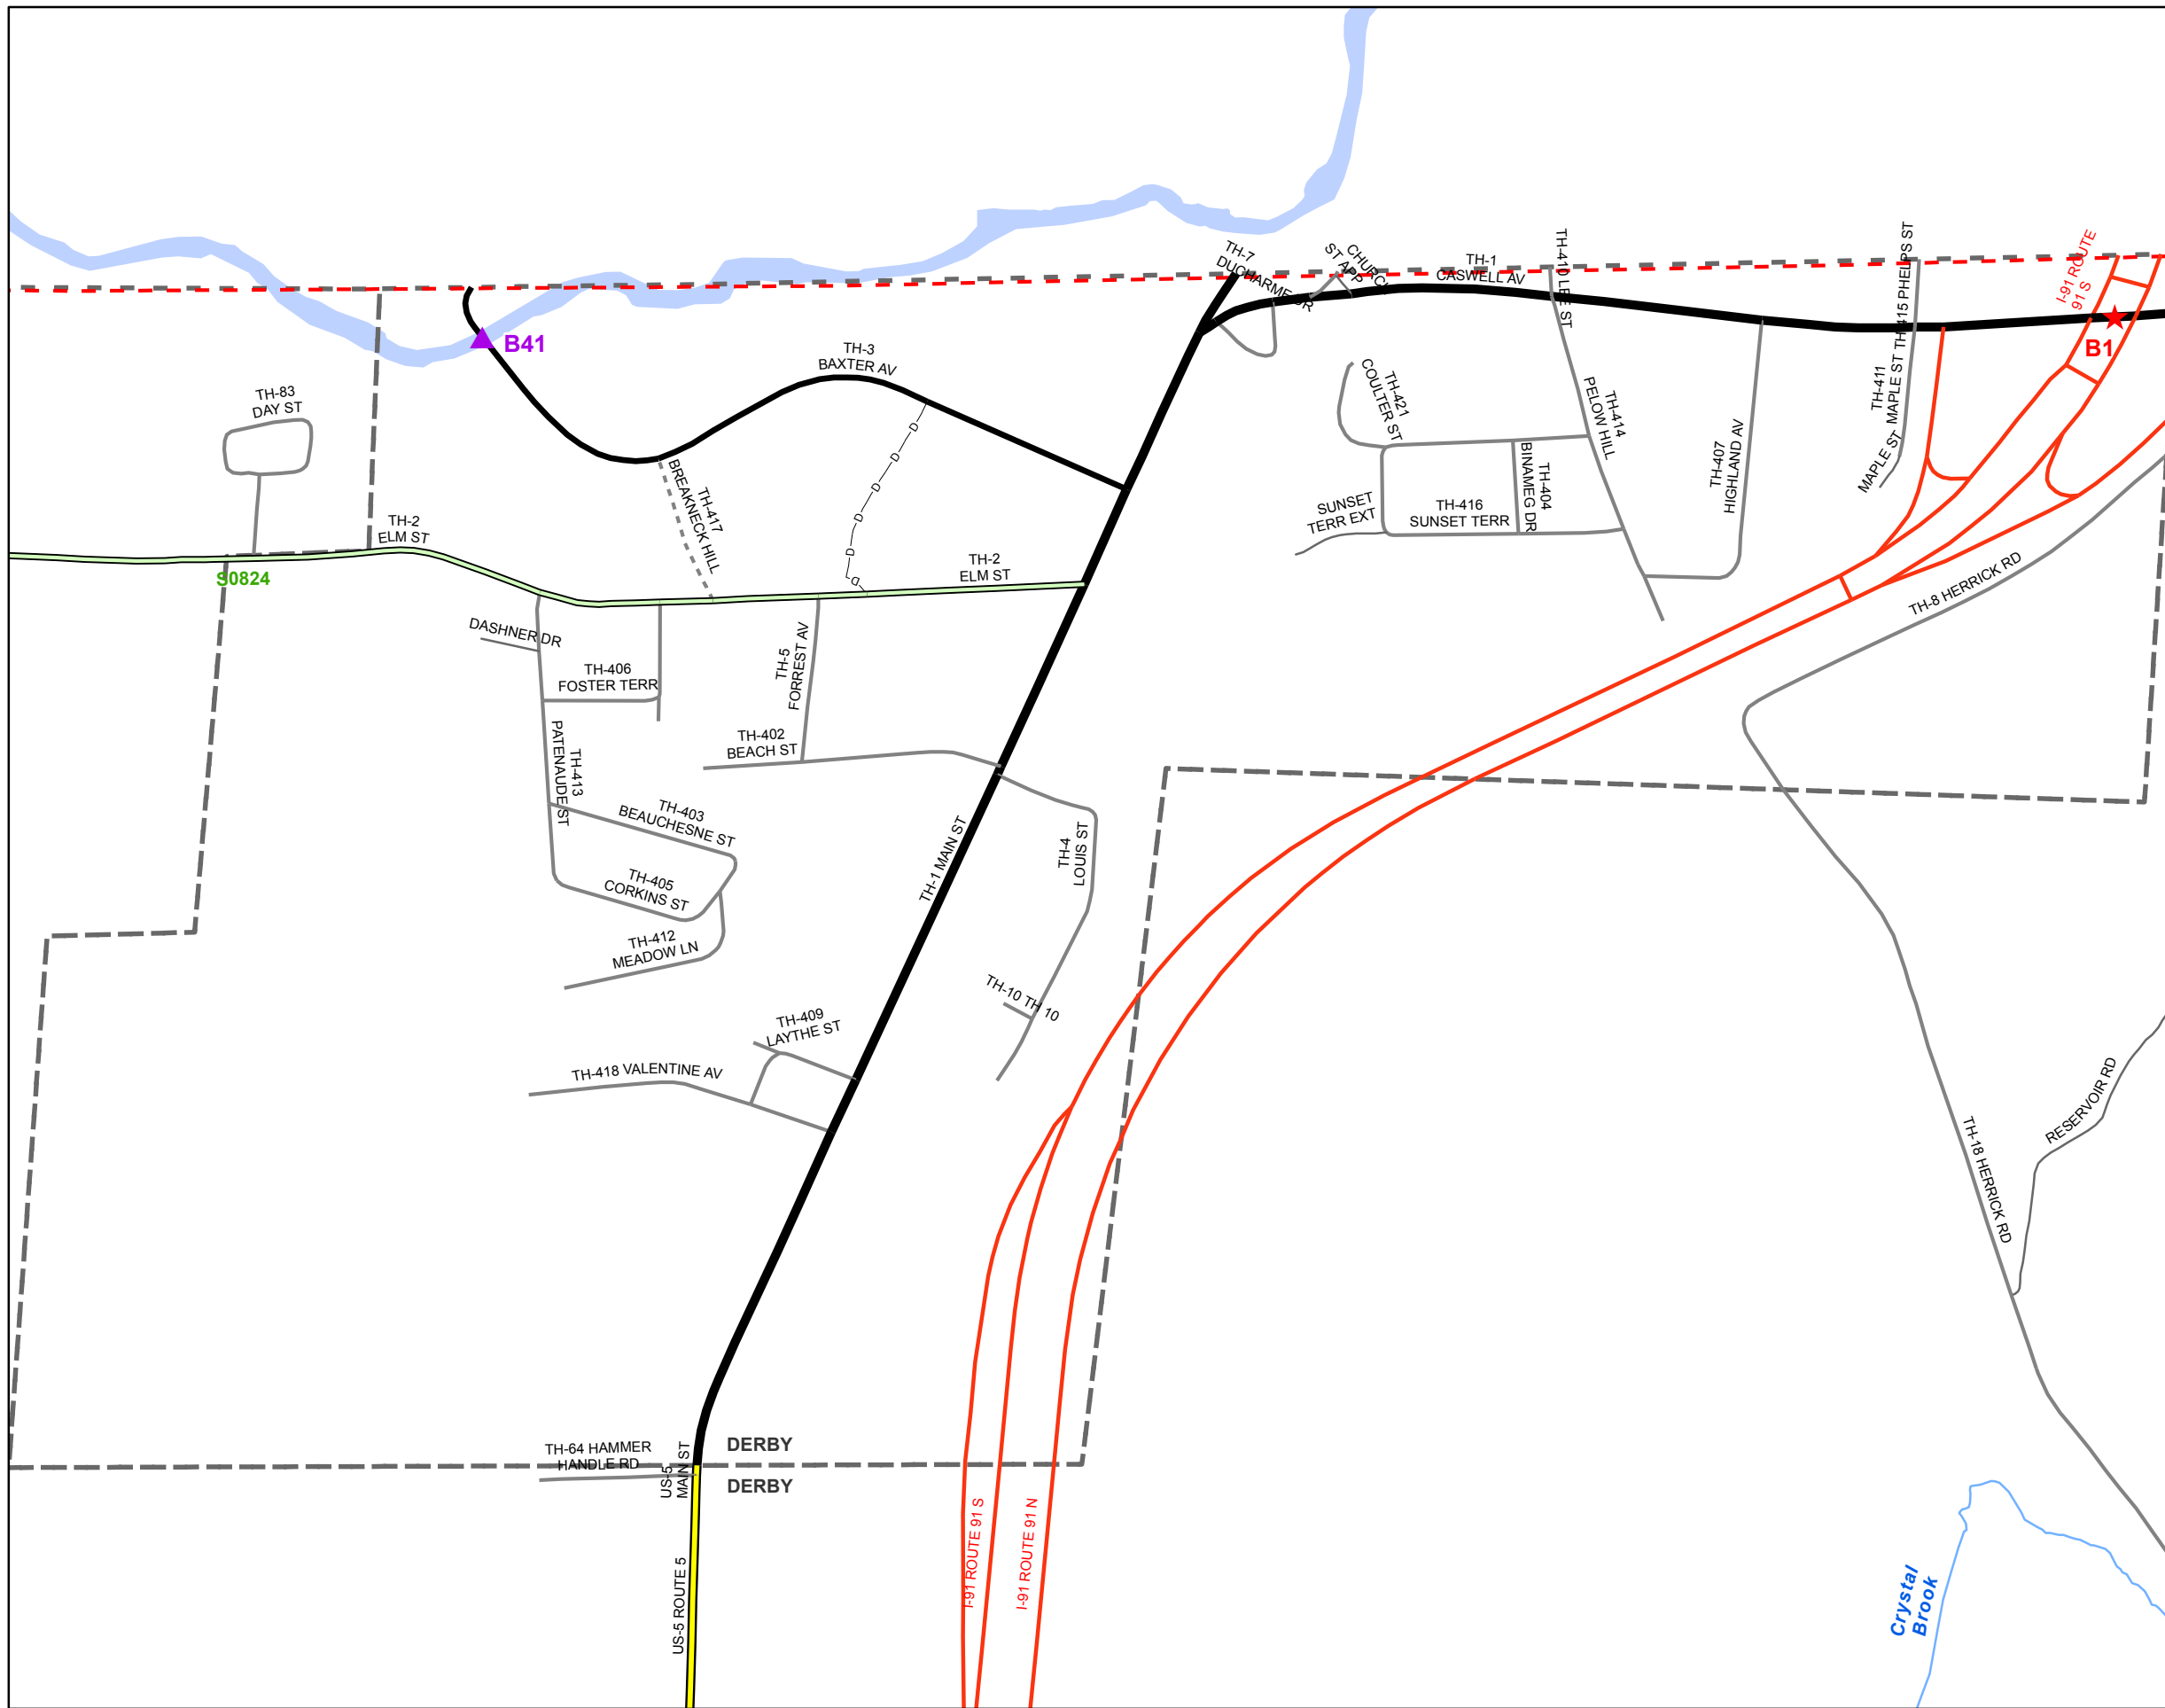 TH-7
DUCHARME DR
CHURCH
ST APP
TH-1
CASWELL AV
TH-410 LEE ST
TH-415 PHELPS ST
I-91 ROUTE
91 S
B1
B41
TH-3
BAXTER AV
TH-83
DAY ST
TH-421
COULTER ST
TH-414
PELOW HILL
TH-411
MAPLE ST
MAPLE ST
TH-407
HIGHLAND AV
TH-404
BINAMEG DR
TH-416
SUNSET TERR
SUNSET
TERR EXT
TH-417
BREAKNECK HILL
D
D
D
D
D
D
TH-2
ELM ST
S0824
TH-2
ELM ST
TH-8 HERRICK RD
DASHNER DR
TH-406
FOSTER TERR
TH-5
FORREST AV
TH-402
BEACH ST
TH-413
PATENAUDE ST
TH-403
BEAUCHESNE ST
TH-405
CORKINS ST
TH-412
MEADOW LN
TH-1 MAIN ST
TH-4
LOUIS ST
TH-10 TH 10
TH-409
LAYTHE ST
TH-418 VALENTINE AV
RESERVOIR RD
TH-18 HERRICK RD
TH-64 HAMMER
HANDLE RD
US-5
MAIN ST
DERBY
DERBY
US-5 ROUTE 5
I-91 ROUTE 91 S
I-91 ROUTE 91 N
Crystal
Brook